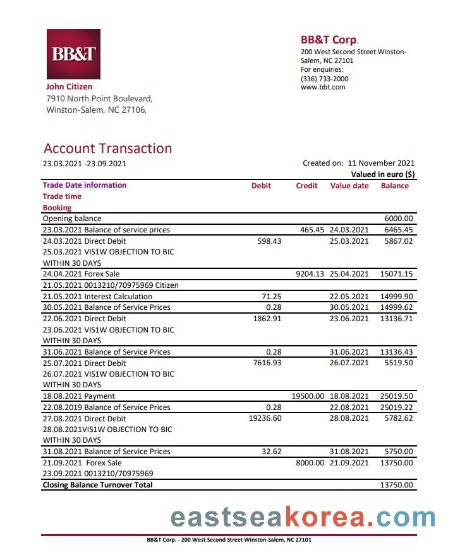 BB&T
BB&T Corp.
200 West Second Street Winston-
Salem, NC 27101
For enquiries:
(336) 733-2000
www.bbt.com
John Citizen
7910 North Point Boulevard,
Winston-Salem, NC 27106,
Account Transaction
23.03.2021 -23.09.2021 Created on: 11 November 2021
Valued in euro ($)
Trade Date information Debit Credit Value date Balance
Trade time
Booking
Opening balance 6000.00
23.03.2021 Balance of service prices 465.45 24.03.2021 6465.45
24.03.2021 Direct Debit 598.43 25.03.2021 5867.02
25.03.2021 VIS1W OBJECTION TO BIC
WITHIN 30 DAYS
24.04.2021 Forex Sale 9204.13 25.04.2021 15071.15
21.05.2021 0013210/70975969 Citizen
21.05.2021 Interest Calculation 71.25 22.05.2021 14999.90
30.05.2021 Balance of Service Prices 0.28 30.05.2021 14999.62
22.06.2021 Direct Debit 1862.91 23.06.2021 13136.71
23.06.2021 VIS1W OBJECTION TO BIC
WITHIN 30 DAYS
31.06.2021 Balance of Service Prices 0.28 31.06.2021 13136.43
25.07.2021 Direct Debit 7616.93 26.07.2021 5519.50
26.07.2021 VIS1W OBJECTION TO BIC
WITHIN 30 DAYS
18.08.2021 Payment 19500.00 18.08.2021 25019.50
22.08.2019 Balance of Service Prices 0.28 22.08.2021 25019.22
27.08.2021 Direct Debit 19236.60 28.08.2021 5782.62
28.08.2021VIS1W OBJECTION TO BIC
WITHIN 30 DAYS
31.08.2021 Balance of Service Prices 32.62 31.08.2021 5750.00
21.09.2021 Forex Sale 8000.00 21.09.2021 13750.00
23.09.2021 0013210/70975969
Closing Balance Turnover Total 13750.00
eastseakorea.com
BB&T Corp. - 200 West Second Street Winston-Salem, NC 27101